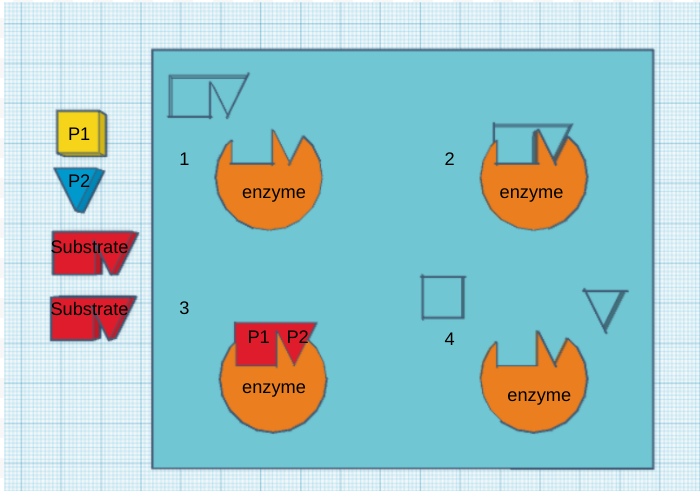 P1
P2
Substrate
Substrate
1
enzyme
2
enzyme
3
P1 P2
enzyme
4
enzyme